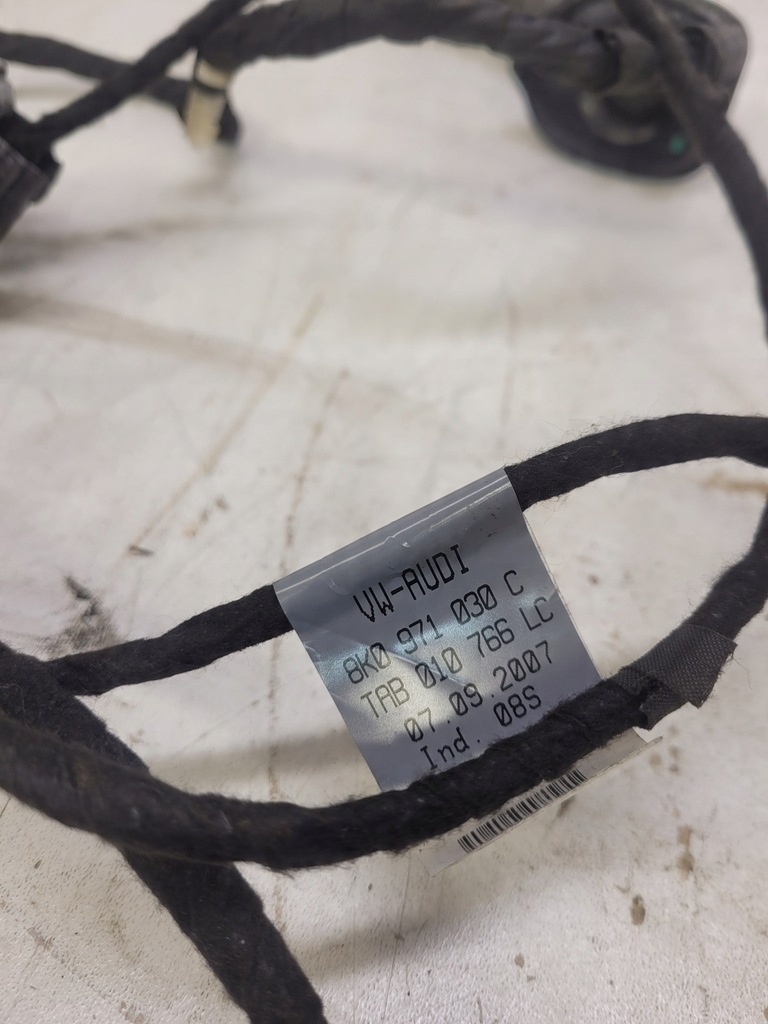 VW-AUDI
8K0 971 030 C
TAB 010 766 LC
07.09.2007
Ind. 08S